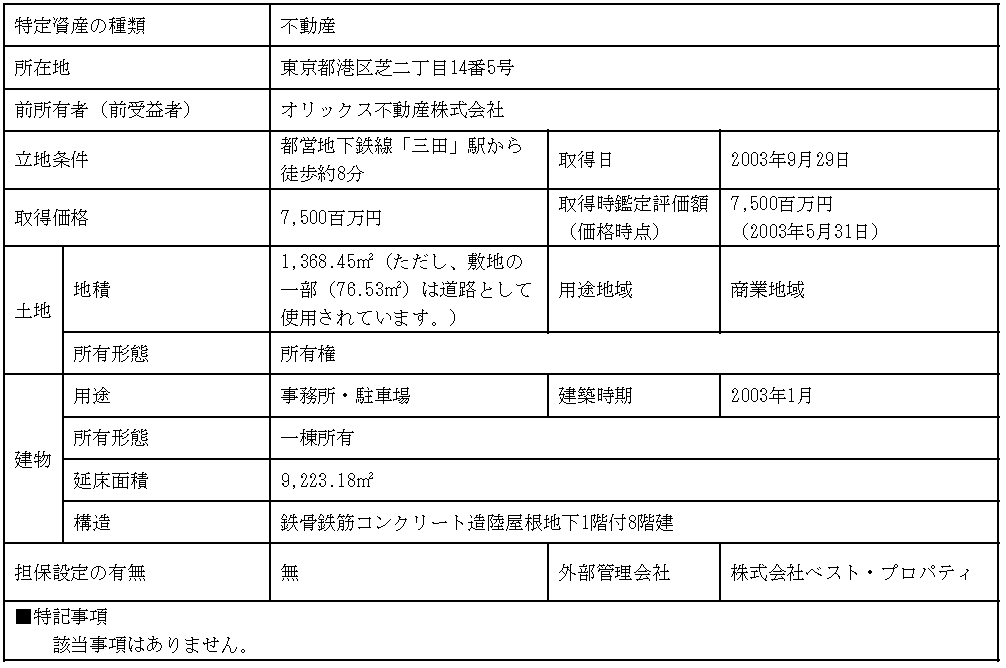 特定資産の種類 不動産
所在地 東京都港区芝二丁目14番5号
前所有者（前受益者） オリックス不動産株式会社
立地条件 都営地下鉄線「三田」駅から
徒歩約8分 取得日 2003年9月29日
取得価格 7,500百万円 取得時鑑定評価額
（価格時点） 7,500百万円
（2003年5月31日）
土地 地積 1,368.45㎡（ただし、敷地の
一部（76.53㎡）は道路として
使用されています。） 用途地域 商業地域
所有形態 所有権
建物 用途 事務所・駐車場 建築時期 2003年1月
所有形態 一棟所有
延床面積 9,223.18㎡
構造 鉄骨鉄筋コンクリート造陸屋根地下1階付8階建
担保設定の有無 無 外部管理会社 株式会社ベスト・プロパティ
■特記事項
該当事項はありません。